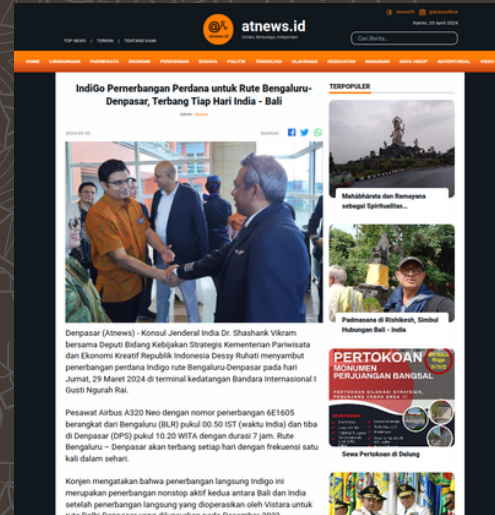 atnews.id
Kamis, 25 April 2024
Cari Berita...
TOP NEWS | TERKINI | TENTANG KAMI
HOME LINGKUNGAN PARIWISATA EKONOMI PENDIDIKAN BUDAYA POLITIK TEKNOLOGI OLAHRAGA KESEHATAN MAKANAN GAYA HIDUP ADVERTORIAL VIDEO
IndiGo Pernerbangan Perdana untuk Rute Bengaluru-
Denpasar, Terbang Tiap Hari India - Bali
TERPOPULER
Mahābhārata dan Ramayana
sebagai Spiritualitas...
Padmasana di Rishikesh, Simbol
Hubungan Bali - India
PERTOKOAN
MONUMEN
PERJUANGAN BANGSAL
Sewa Pertokoan di Dalung
Denpasar (Atnews) - Konsul Jenderal India Dr. Shashank Vikram
bersama Deputi Bidang Kebijakan Strategis Kementerian Pariwisata
dan Ekonomi Kreatif Republik Indonesia Dessy Ruhati menyambut
penerbangan perdana Indigo rute Bengaluru-Denpasar pada hari
Jumat, 29 Maret 2024 di terminal kedatangan Bandara Internasional I
Gusti Ngurah Rai.
Pesawat Airbus A320 Neo dengan nomor penerbangan 6E1605
berangkat dari Bengaluru (BLR) pukul 00.50 IST (waktu India) dan tiba
di Denpasar (DPS) pukul 10:20 WITA dengan durasi 7 jam. Rute
Bengaluru – Denpasar akan terbang setiap hari dengan frekuensi satu
kali dalam sehari.
Konjen mengatakan bahwa penerbangan langsung Indigo ini
merupakan penerbangan nonstop aktif kedua antara Bali dan India
setelah penerbangan langsung yang dioperasikan oleh Vistara untuk